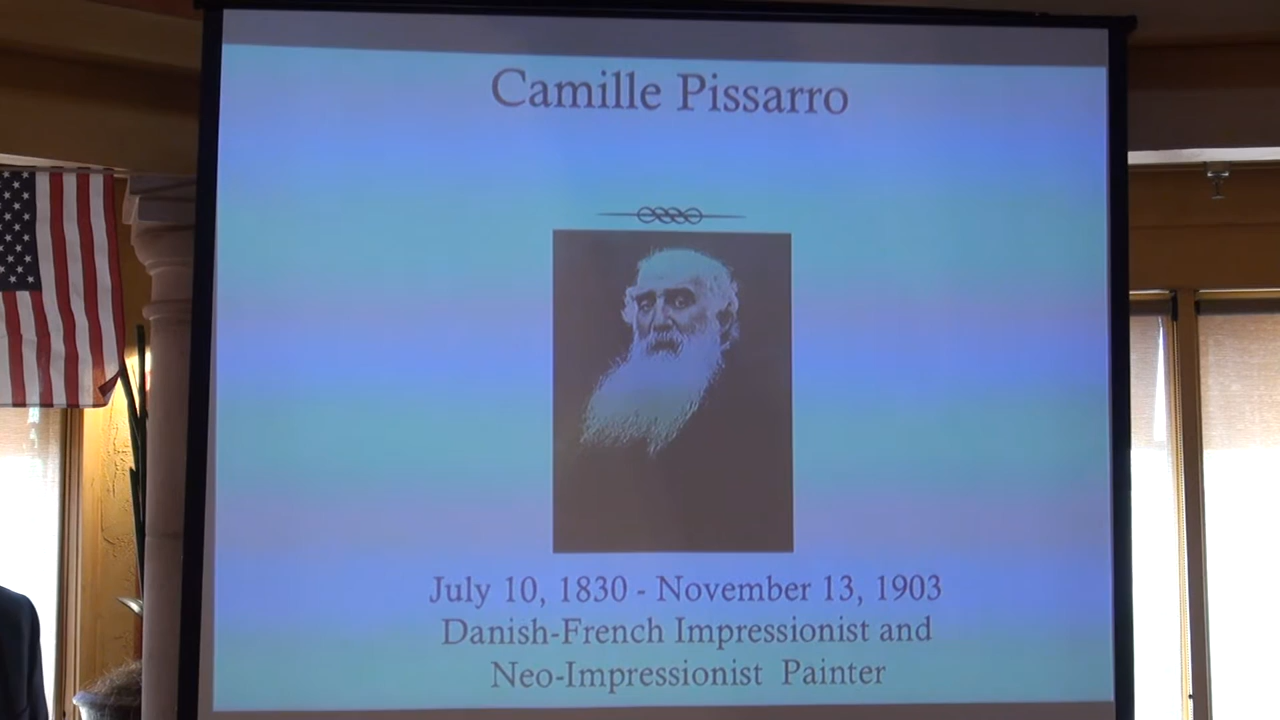 Camille Pissarro
July 10, 1830 - November 13, 1903
Danish-French Impressionist and
Neo-Impressionist Painter